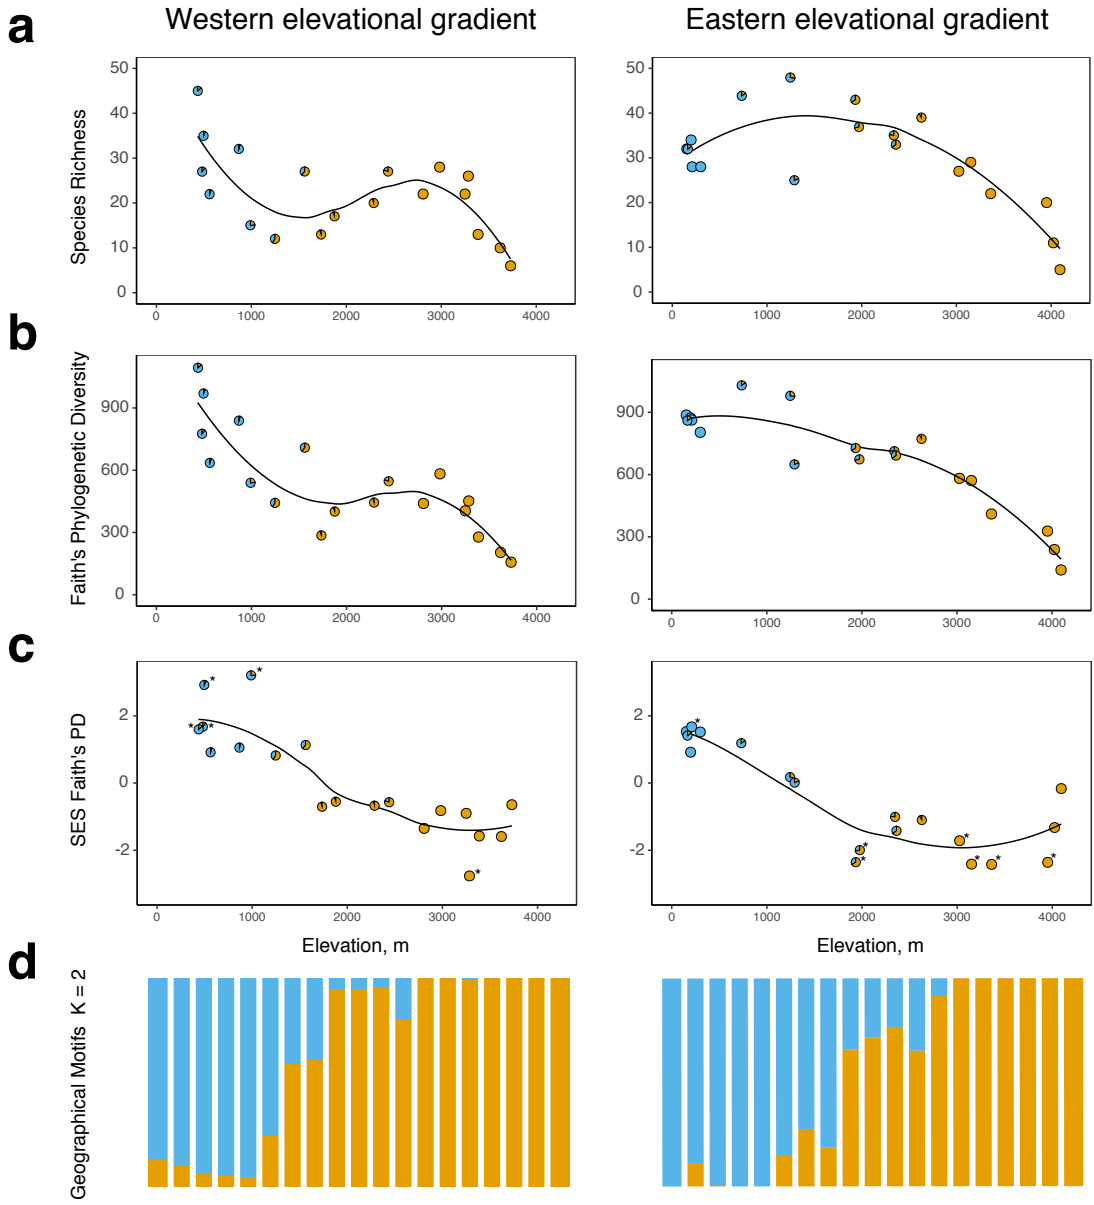 a
Western elevational gradient
Eastern elevational gradient
Species Richness
50
40
30
20
10
0
0 1000 2000 3000 4000
50
40
30
20
10
0
0 1000 2000 3000 4000
b
Faith's Phylogenetic Diversity
900
600
300
0
0 1000 2000 3000 4000
900
600
300
0
0 1000 2000 3000 4000
c
SES Faith's PD
2
0
-2
* * * * *
0 1000 2000 3000 4000
Elevation, m
2
0
-2
* * * * * * *
0 1000 2000 3000 4000
Elevation, m
d
Geographical Motifs K = 2